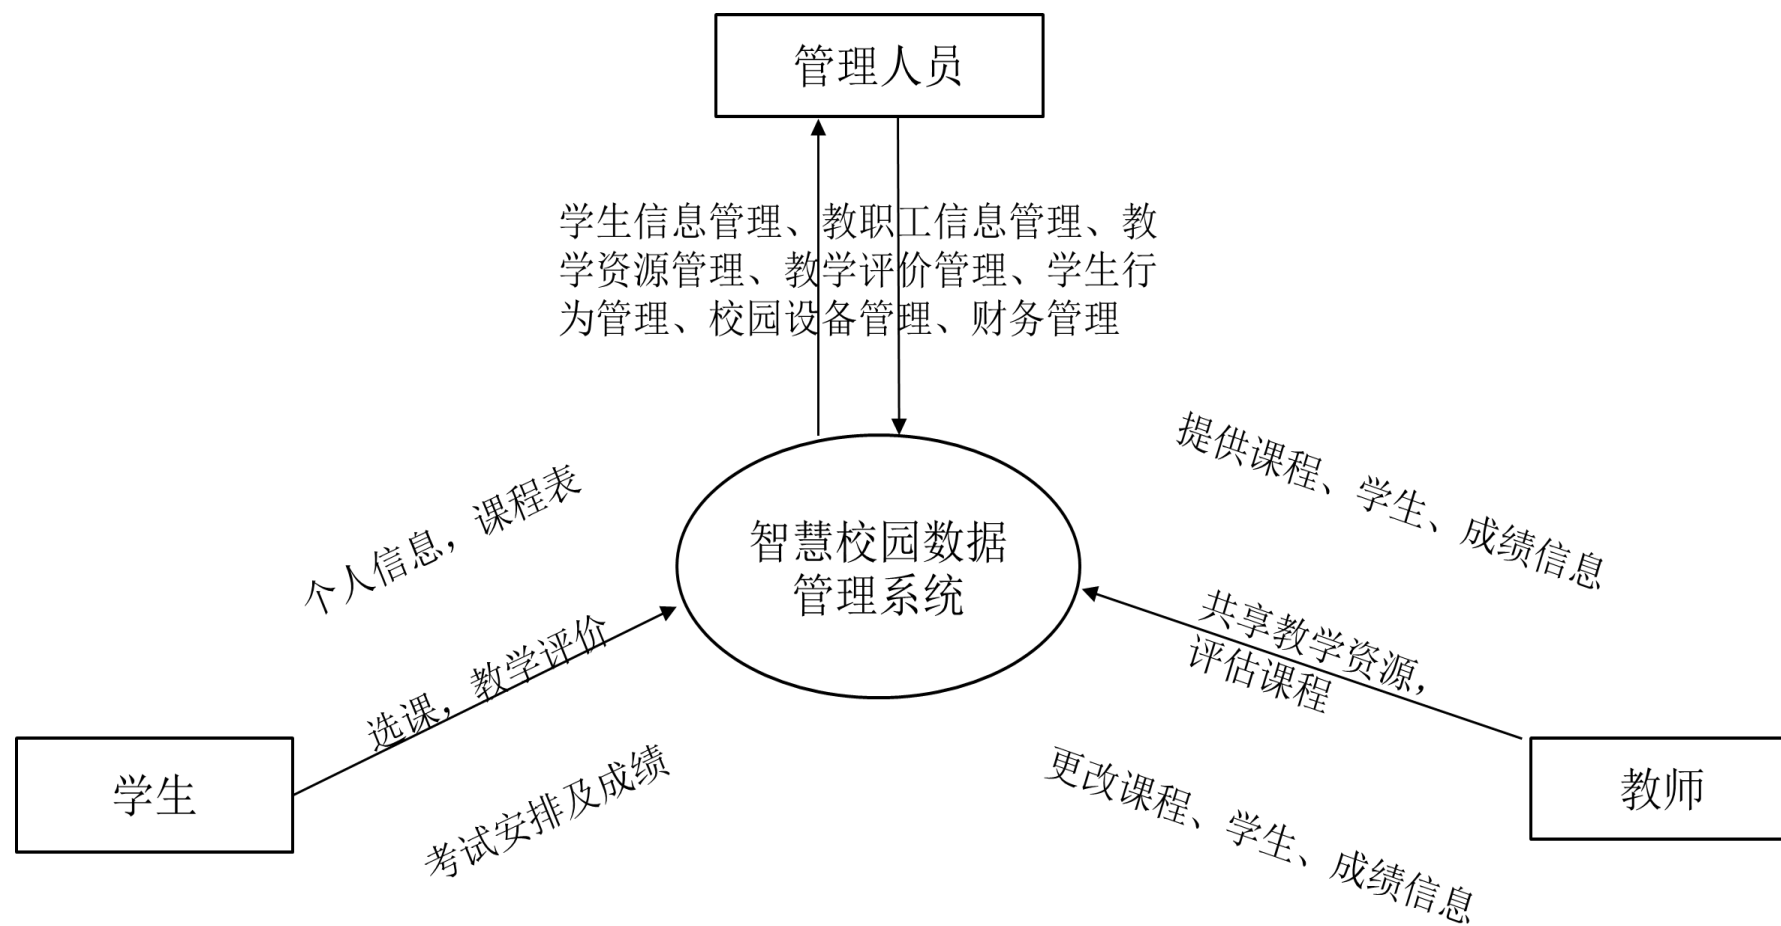 管理人员
学生信息管理、教职工信息管理、教
学资源管理、教学评价管理、学生行
为管理、校园设备管理、财务管理
个人信息，课程表
选课，教学评价
考试安排及成绩
智慧校园数据
管理系统
提供课程、学生、成绩信息
共享教学资源，
评估课程
更改课程、学生、成绩信息
学生
教师